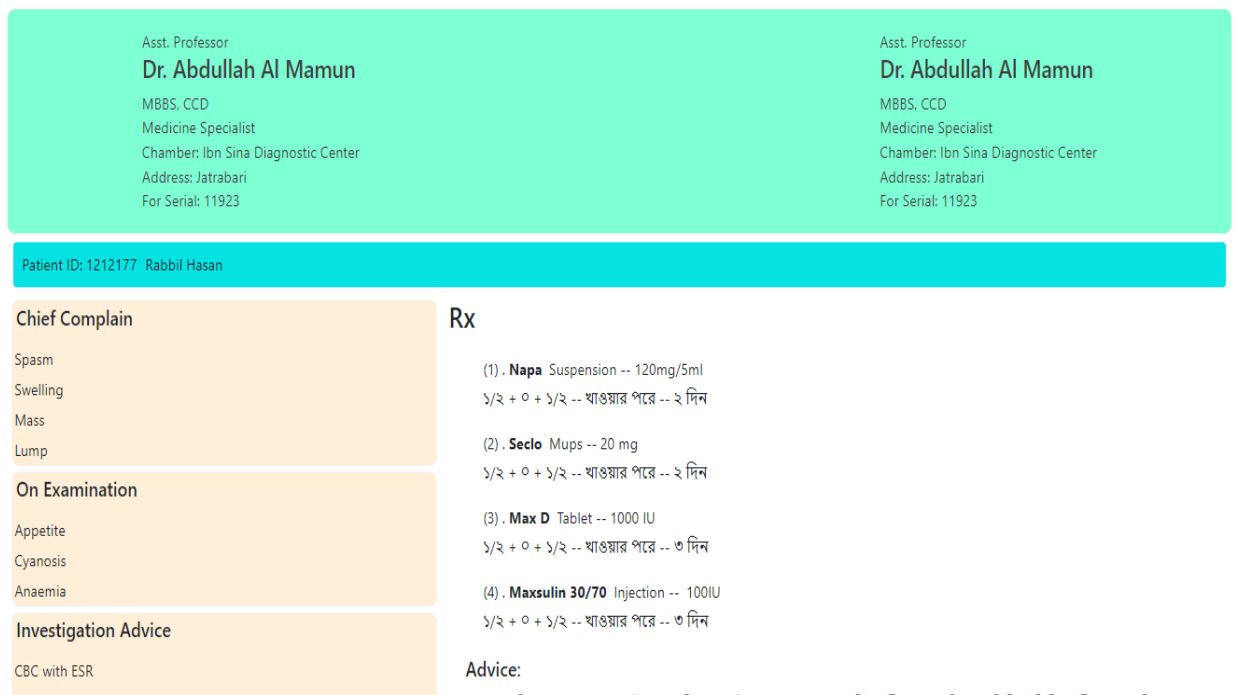 Asst. Professor
Dr. Abdullah Al Mamun
MBBS, CCD
Medicine Specialist
Chamber: Ibn Sina Diagnostic Center
Address: Jatrabari
For Serial: 11923
Asst. Professor
Dr. Abdullah Al Mamun
MBBS, CCD
Medicine Specialist
Chamber: Ibn Sina Diagnostic Center
Address: Jatrabari
For Serial: 11923
Patient ID: 1212177 Rabbil Hasan
Chief Complain
Spasm
Swelling
Mass
Lump
On Examination
Appetite
Cyanosis
Anaemia
Investigation Advice
CBC with ESR
Rx
(1) . Napa Suspension -- 120mg/5ml
১/২ + ০ + ১/২ -- খাওয়ার পরে -- ২ দিন
(2) . Seclo Mups -- 20 mg
১/২ + ০ + ১/২ -- খাওয়ার পরে -- ২ দিন
(3) . Max D Tablet -- 1000 IU
১/২ + ০ + ১/২ -- খাওয়ার পরে -- ৩ দিন
(4) . Maxsulin 30/70 Injection -- 100IU
১/২ + ০ + ১/২ -- খাওয়ার পরে -- ৩ দিন
Advice: